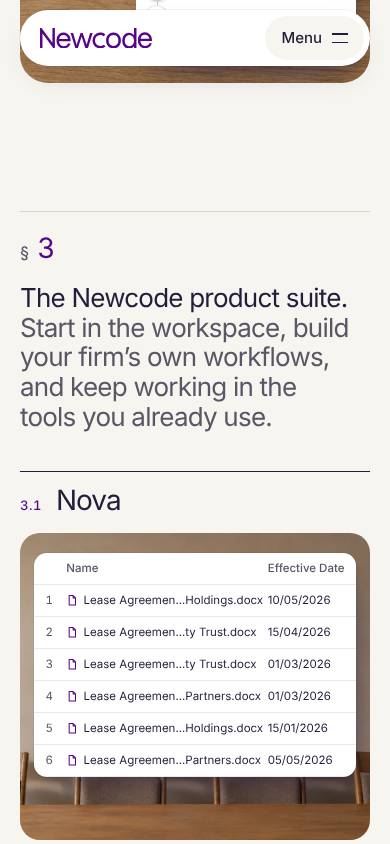 Newcode
Menu
§ 3
The Newcode product suite.
Start in the workspace, build
your firm’s own workflows,
and keep working in the
tools you already use.
3.1 Nova
Name Effective Date
1 Lease Agreemen...Holdings.docx 10/05/2026
2 Lease Agreemen...ty Trust.docx 15/04/2026
3 Lease Agreemen...ty Trust.docx 01/03/2026
4 Lease Agreemen...Partners.docx 01/03/2026
5 Lease Agreemen...Holdings.docx 15/01/2026
6 Lease Agreemen...Partners.docx 05/05/2026